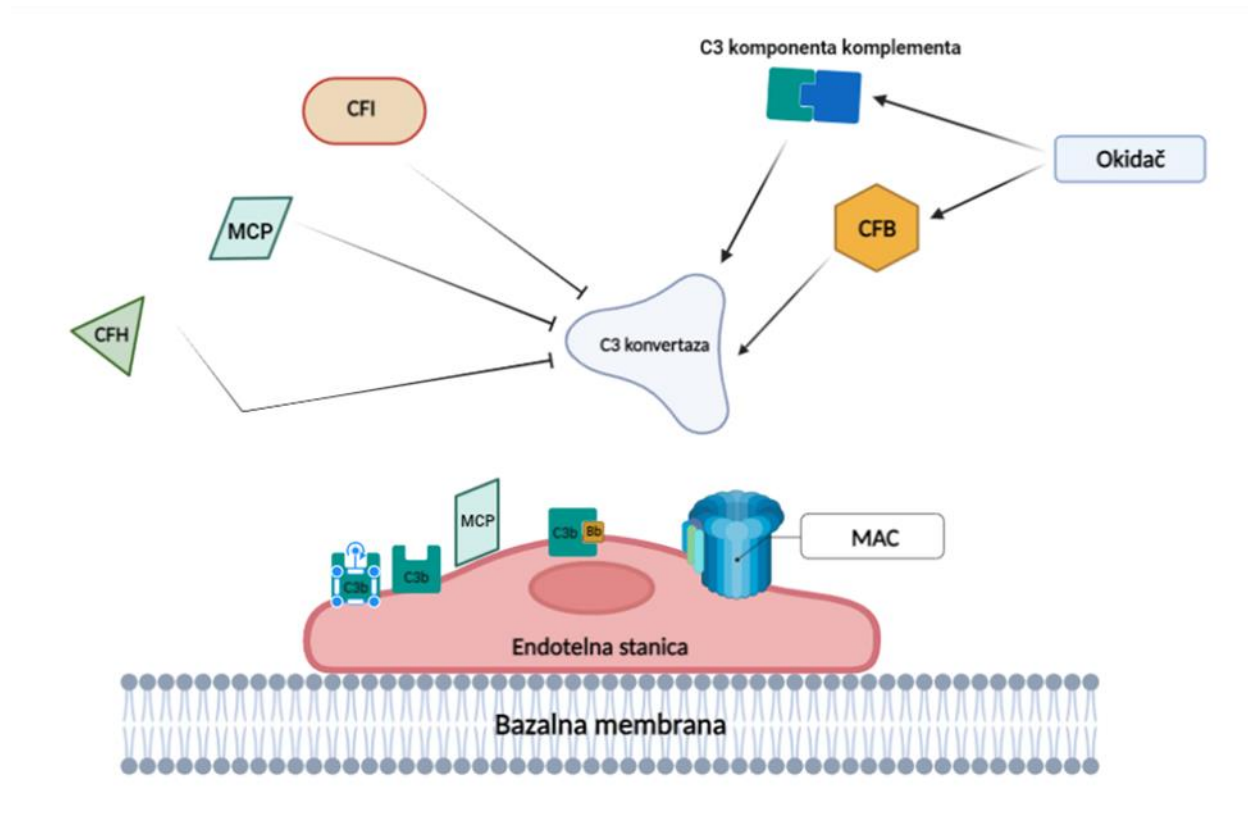 C3 komponenta komplementa
CFI
Okidač
MCP
CFB
CFH
C3 konvertaza
MCP
C3b
Bb
MAC
C3b
C3b
Endotelna stanica
Bazalna membrana